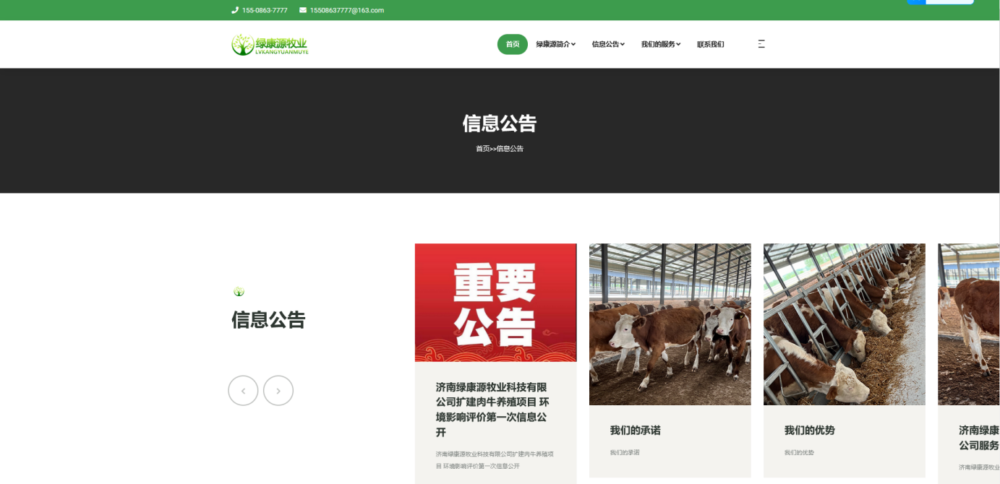 155-0863-7777 15508637777@163.com
绿康源牧业
LVKANGYUANMUYE
首页 绿康源简介 信息公告 我们的服务 联系我们
信息公告
首页>>信息公告
信息公告
重要
公告
济南绿康源牧业科技有限
公司扩建肉牛养殖项目 环
境影响评价第一次信息公
开
济南绿康源牧业科技有限公司扩建肉牛养殖项
目 环境影响评价第一次信息公开
我们的承诺
我们的承诺
我们的优势
我们的优势
济南绿康
公司服务
济南绿康源牧业